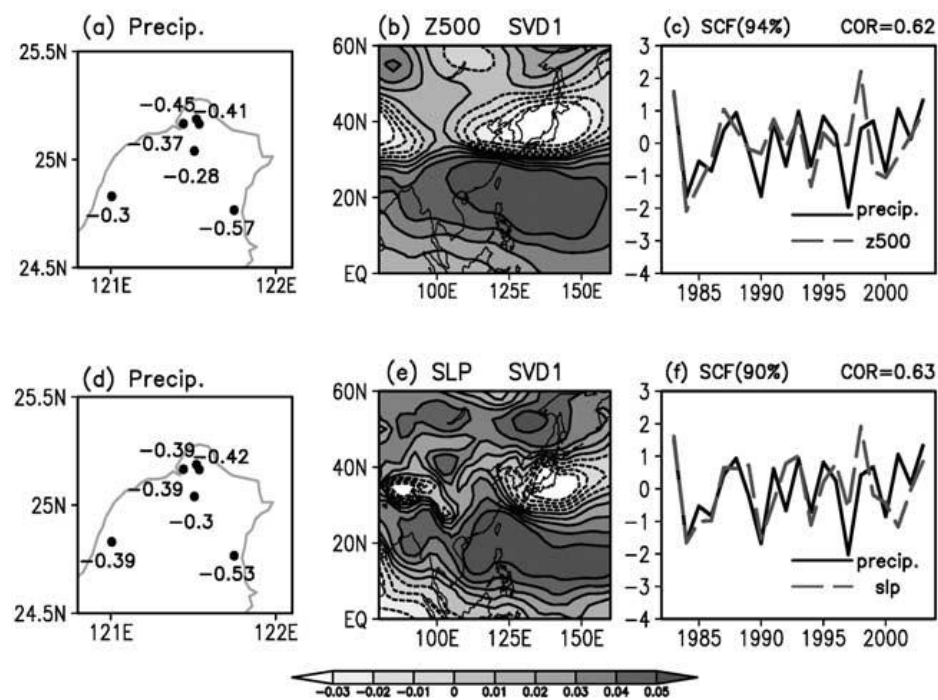 (a) Precip.
25.5N
25N
24.5N
121E
122E
-0.45
-0.41
-0.37
-0.28
-0.3
-0.57
(b) Z500 SVD1
60N
40N
20N
EQ
100E
125E
150E
(c) SCF(94%) COR=0.62
3
2
1
0
-1
-2
-3
-4
precip.
z500
1985
1990
1995
2000
(d) Precip.
25.5N
25N
24.5N
121E
122E
-0.39
-0.42
-0.39
-0.3
-0.39
-0.53
(e) SLP SVD1
60N
40N
20N
EQ
100E
125E
150E
(f) SCF(90%) COR=0.63
3
2
1
0
-1
-2
-3
-4
precip.
slp
1985
1990
1995
2000
-0.03 -0.02 -0.01 0 0.01 0.02 0.03 0.04 0.05